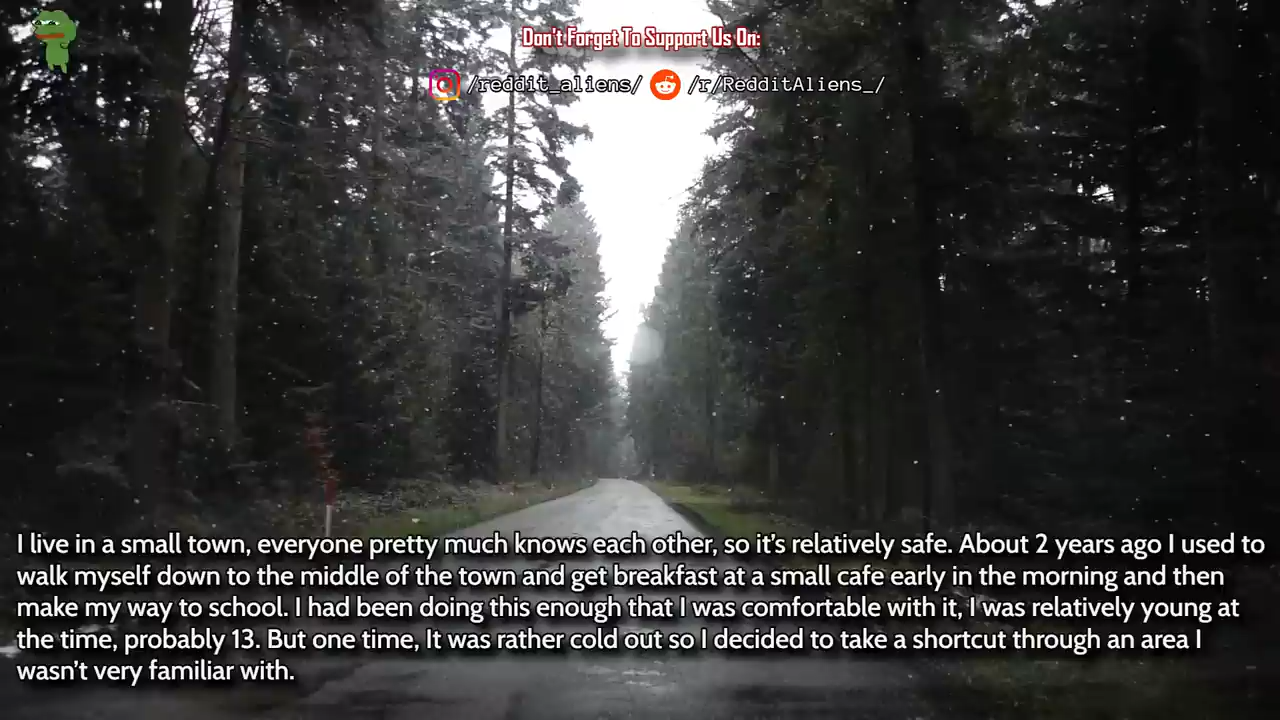 Don't Forget To Support Us On:
/reddit_aliens/ /r/RedditAliens_/
I live in a small town, everyone pretty much knows each other, so it's relatively safe. About 2 years ago I used to
walk myself down to the middle of the town and get breakfast at a small cafe early in the morning and then
make my way to school. I had been doing this enough that I was comfortable with it, I was relatively young at
the time, probably 13. But one time, It was rather cold out so I decided to take a shortcut through an area I
wasn't very familiar with.